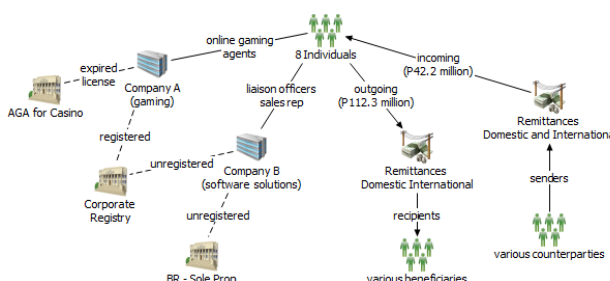 online gaming
agents
8 Individuals
incoming
(P42.2 million)
expired
license
Company A
(gaming)
AGA for Casino
liaison officers
sales rep
outgoing
(P112.3 million)
Remittances
Domestic and International
registered
unregistered
Company B
(software solutions)
Remittances
Domestic International
senders
Corporate
Registry
unregistered
recipients
various counterparties
BR - Sole Prop
various beneficiaries